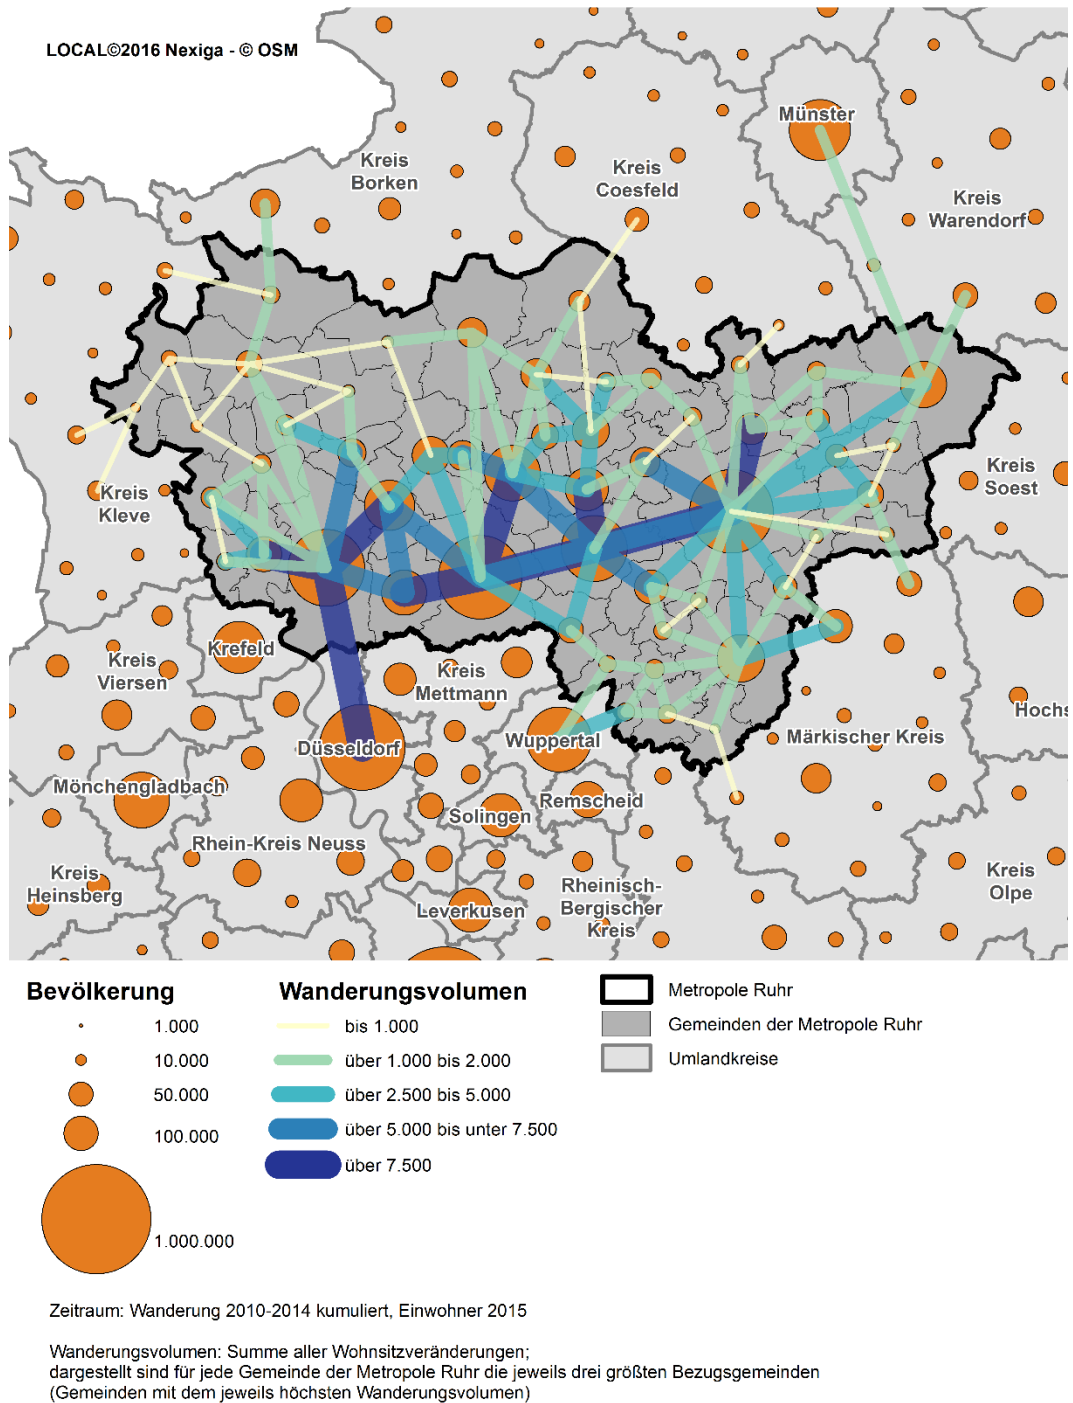 LOCAL©2016 Nexiga - © OSM
Münster
Kreis
Borken
Kreis
Coesfeld
Kreis
Warendorf
Kreis
Kleve
Kreis
Soest
Krefeld
Kreis
Viersen
Kreis
Mettmann
Hochs
Düsseldorf
Wuppertal
Märkischer Kreis
Mönchengladbach
Remscheid
Solingen
Rhein-Kreis Neuss
Kreis
Heinsberg
Leverkusen
Rheinisch-
Bergischer
Kreis
Kreis
Olpe
Bevölkerung
1.000
10.000
50.000
100.000
1.000.000
Wanderungsvolumen
bis 1.000
über 1.000 bis 2.000
über 2.500 bis 5.000
über 5.000 bis unter 7.500
über 7.500
Metropole Ruhr
Gemeinden der Metropole Ruhr
Umlandkreise
Zeitraum: Wanderung 2010-2014 kumuliert, Einwohner 2015
Wanderungsvolumen: Summe aller Wohnsitzveränderungen;
dargestellt sind für jede Gemeinde der Metropole Ruhr die jeweils drei größten Bezugsgemeinden
(Gemeinden mit dem jeweils höchsten Wanderungsvolumen)